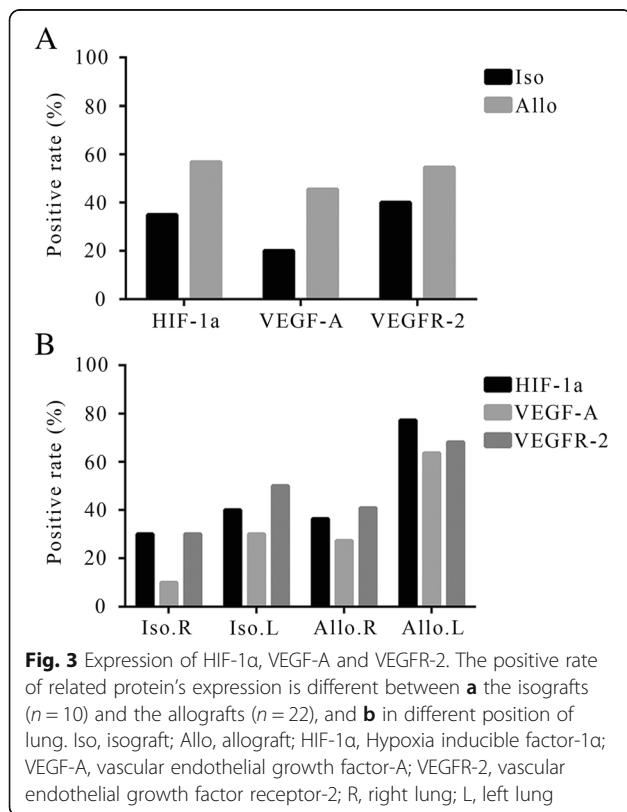 A
100
80
60
40
20
0
Positive rate (%)
Iso
Allo
HIF-1a VEGF-A VEGFR-2
B
100
80
60
40
20
0
Positive rate (%)
HIF-1a
VEGF-A
VEGFR-2
Iso.R Iso.L Allo.R Allo.L
Fig. 3 Expression of HIF-1α, VEGF-A and VEGFR-2. The positive rate
of related protein's expression is different between a the isografts
(n = 10) and the allografts (n = 22), and b in different position of
lung. Iso, isograft; Allo, allograft; HIF-1α, Hypoxia inducible factor-1α;
VEGF-A, vascular endothelial growth factor-A; VEGFR-2, vascular
endothelial growth factor receptor-2; R, right lung; L, left lung